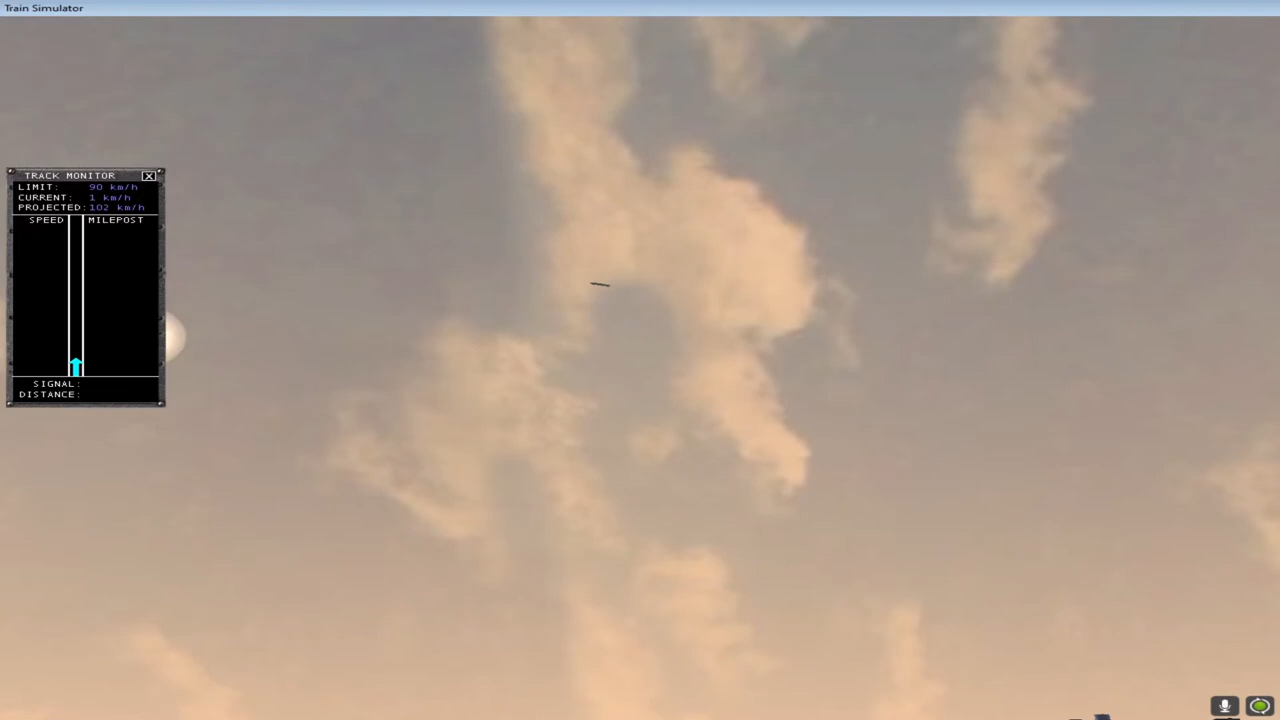 Train Simulator
TRACK MONITOR
LIMIT: 90 km/h
CURRENT: 1 km/h
PROJECTED: 102 km/h
SPEED MILEPOST
SIGNAL:
DISTANCE: